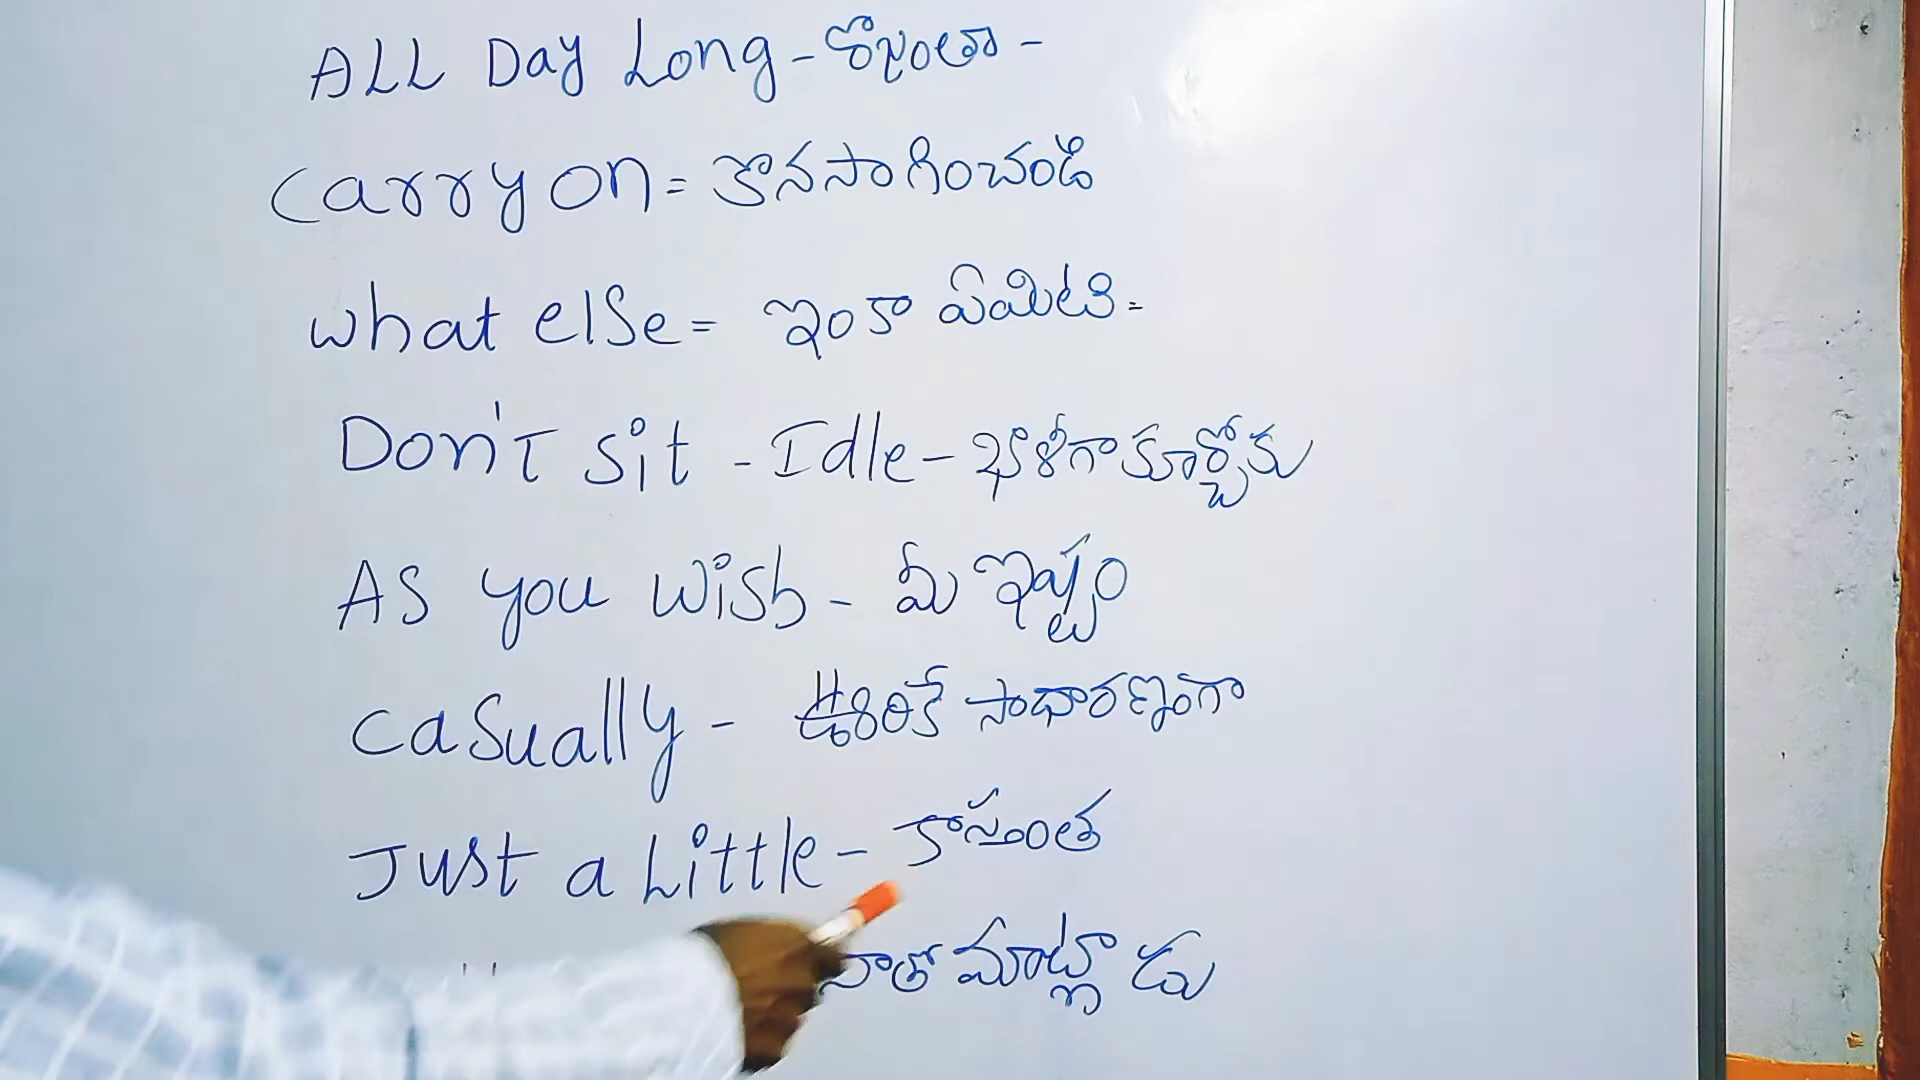 ALL Day Long - రోజంతా -
Carry on = కొనసాగించండి
What else = ఇంకా ఏమిటి -
Don't sit - Idle - ఖాళీగా కూర్చోకు
As you wish - మీ ఇష్టం
Casually - ఊరికే సాధారణంగా
Just a Little - కాస్తంత
నాతో మాట్లాడు